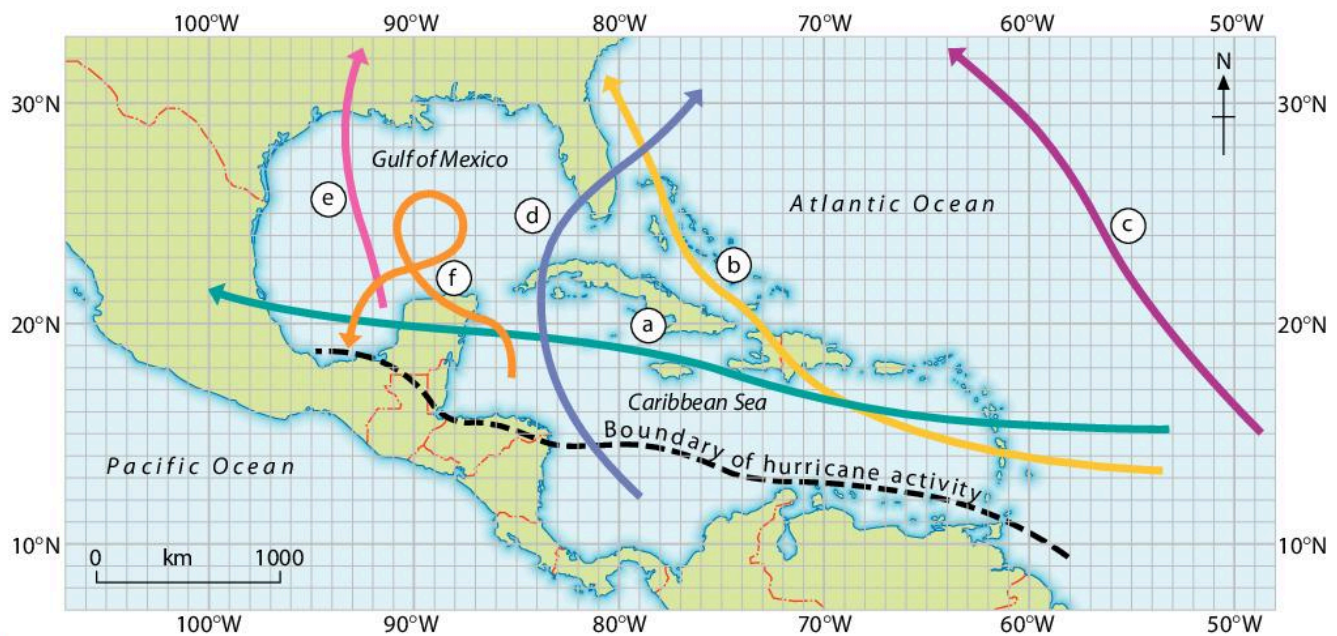 100°W 90°W 80°W 70°W 60°W 50°W
N
30°N 30°N
Gulf of Mexico
e
d
Atlantic Ocean
c
b
f
20°N 20°N
a
Caribbean Sea
Boundary of hurricane activity
Pacific Ocean
10°N 10°N
0 km 1000
100°W 90°W 80°W 70°W 60°W 50°W